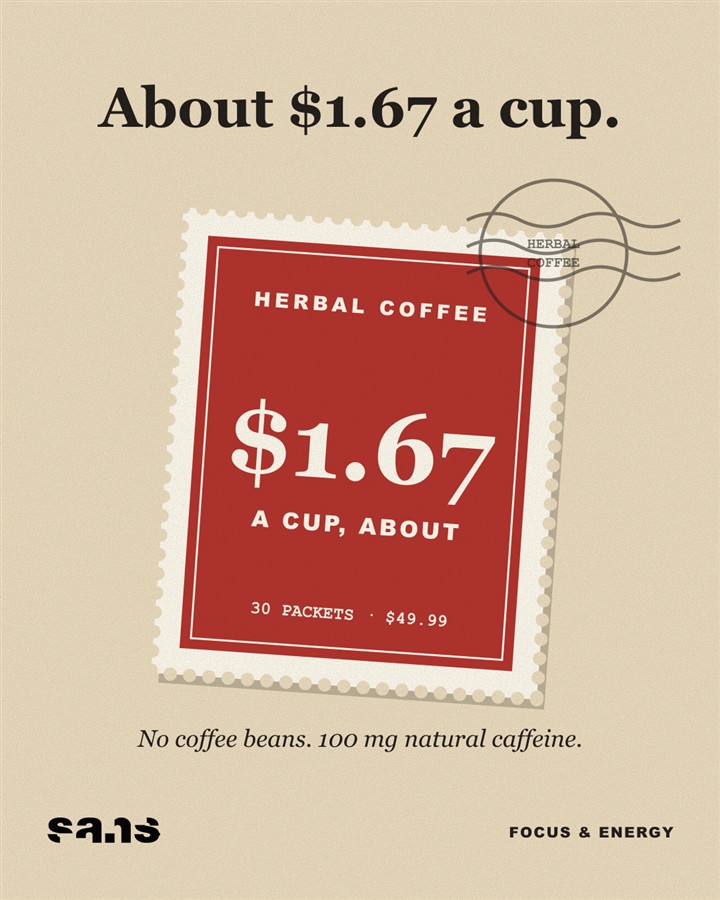 About $1.67 a cup.
HERBAL
COFFEE
HERBAL COFFEE
$1.67
A CUP, ABOUT
30 PACKETS · $49.99
No coffee beans. 100 mg natural caffeine.
sans
FOCUS & ENERGY